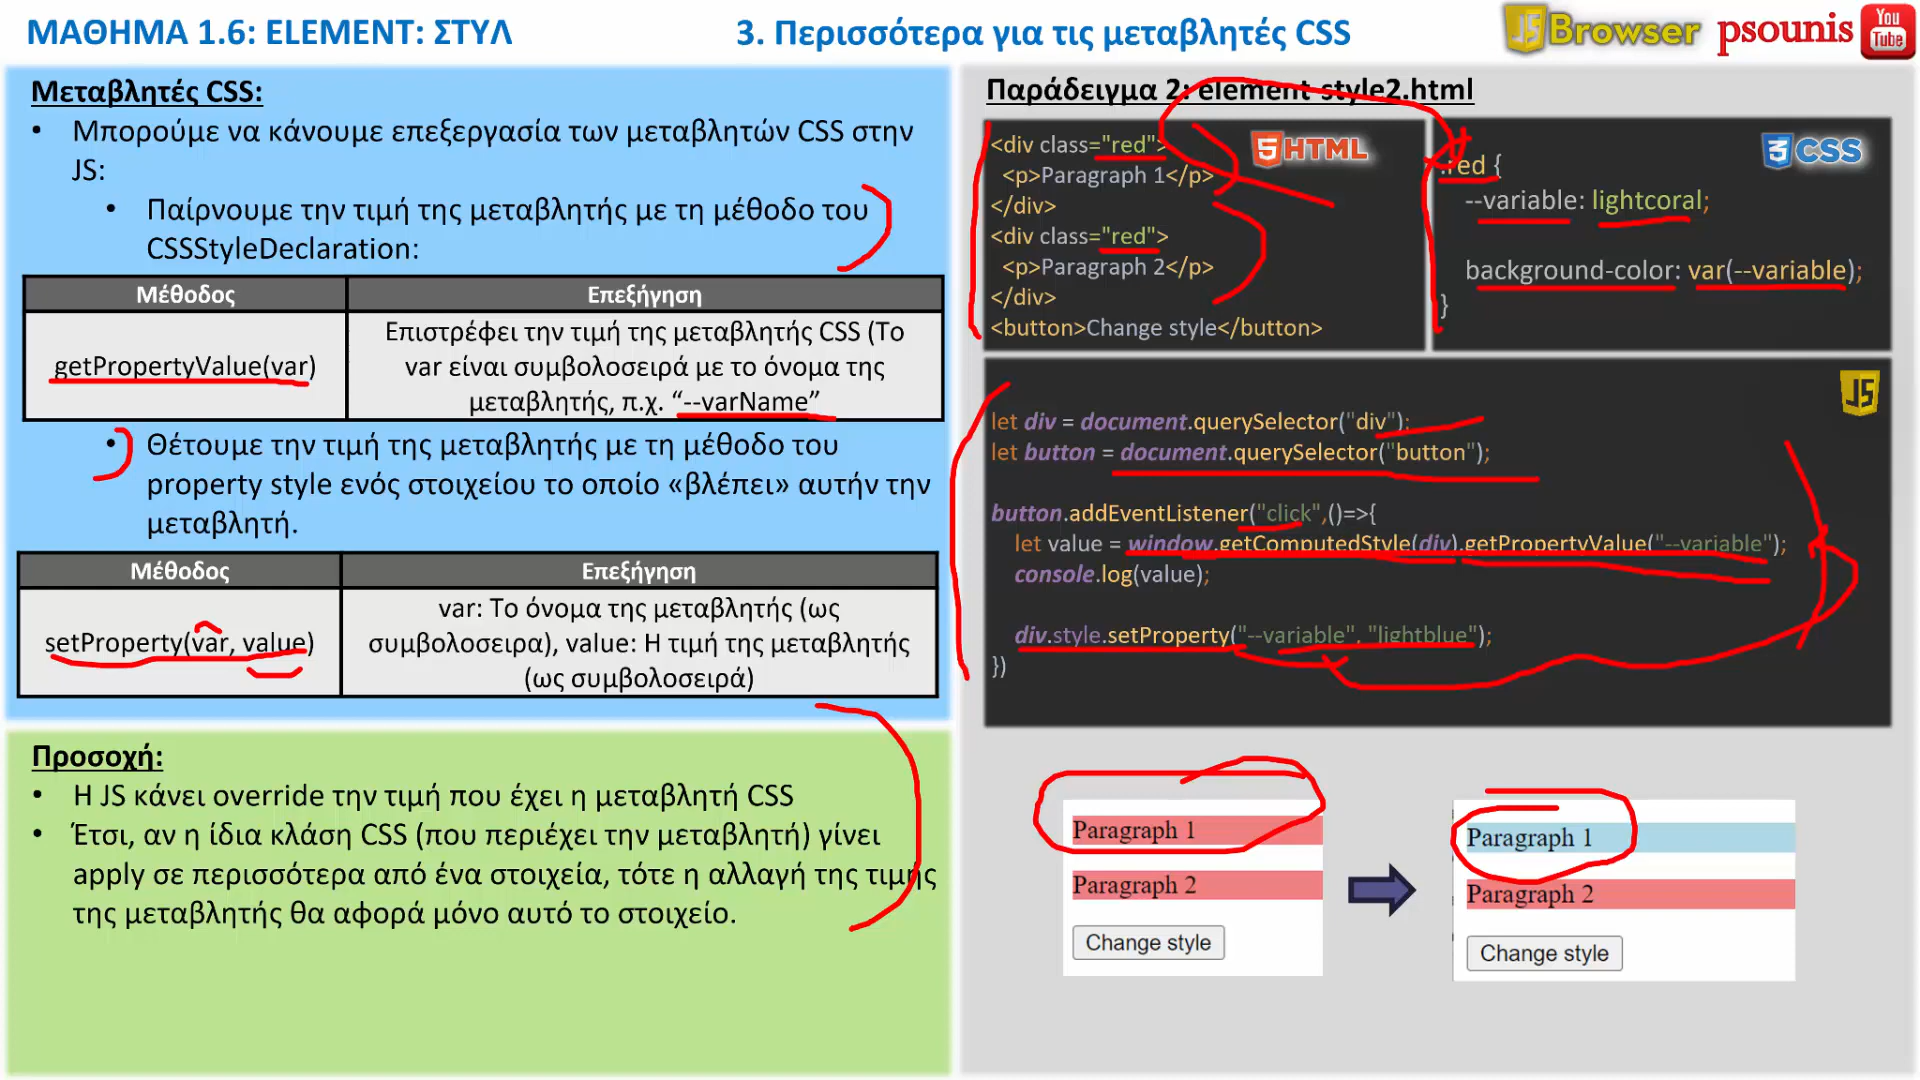 ΜΑΘΗΜΑ 1.6: ELEMENT: ΣΤΥΛ
3. Περισσότερα για τις μεταβλητές CSS
JS Browser psounis You Tube
Μεταβλητές CSS:
• Μπορούμε να κάνουμε επεξεργασία των μεταβλητών CSS στην
JS:
• Παίρνουμε την τιμή της μεταβλητής με τη μέθοδο του
CSSStyleDeclaration:
Μέθοδος Επεξήγηση
getPropertyValue(var)
Επιστρέφει την τιμή της μεταβλητής CSS (Το
var είναι συμβολοσειρά με το όνομα της
μεταβλητής, π.χ. “--varName”
• Θέτουμε την τιμή της μεταβλητής με τη μέθοδο του
property style ενός στοιχείου το οποίο «βλέπει» αυτήν την
μεταβλητή.
Μέθοδος Επεξήγηση
setProperty(var, value)
var: Το όνομα της μεταβλητής (ως
συμβολοσειρα), value: Η τιμή της μεταβλητής
(ως συμβολοσειρά)
Προσοχή:
• Η JS κάνει override την τιμή που έχει η μεταβλητή CSS
• Έτσι, αν η ίδια κλάση CSS (που περιέχει την μεταβλητή) γίνει
apply σε περισσότερα από ένα στοιχεία, τότε η αλλαγή της τιμής
της μεταβλητής θα αφορά μόνο αυτό το στοιχείο.
Παράδειγμα 2: element-style2.html
5 HTML
<div class="red">
<p>Paragraph 1</p>
</div>
<div class="red">
<p>Paragraph 2</p>
</div>
<button>Change style</button>
3 CSS
.red {
--variable: lightcoral;
background-color: var(--variable);
}
JS
let div = document.querySelector("div");
let button = document.querySelector("button");
button.addEventListener("click",()=>{
let value = window.getComputedStyle(div).getPropertyValue("--variable");
console.log(value);
div.style.setProperty("--variable", "lightblue");
})
Paragraph 1
Paragraph 2
Change style
Paragraph 1
Paragraph 2
Change style